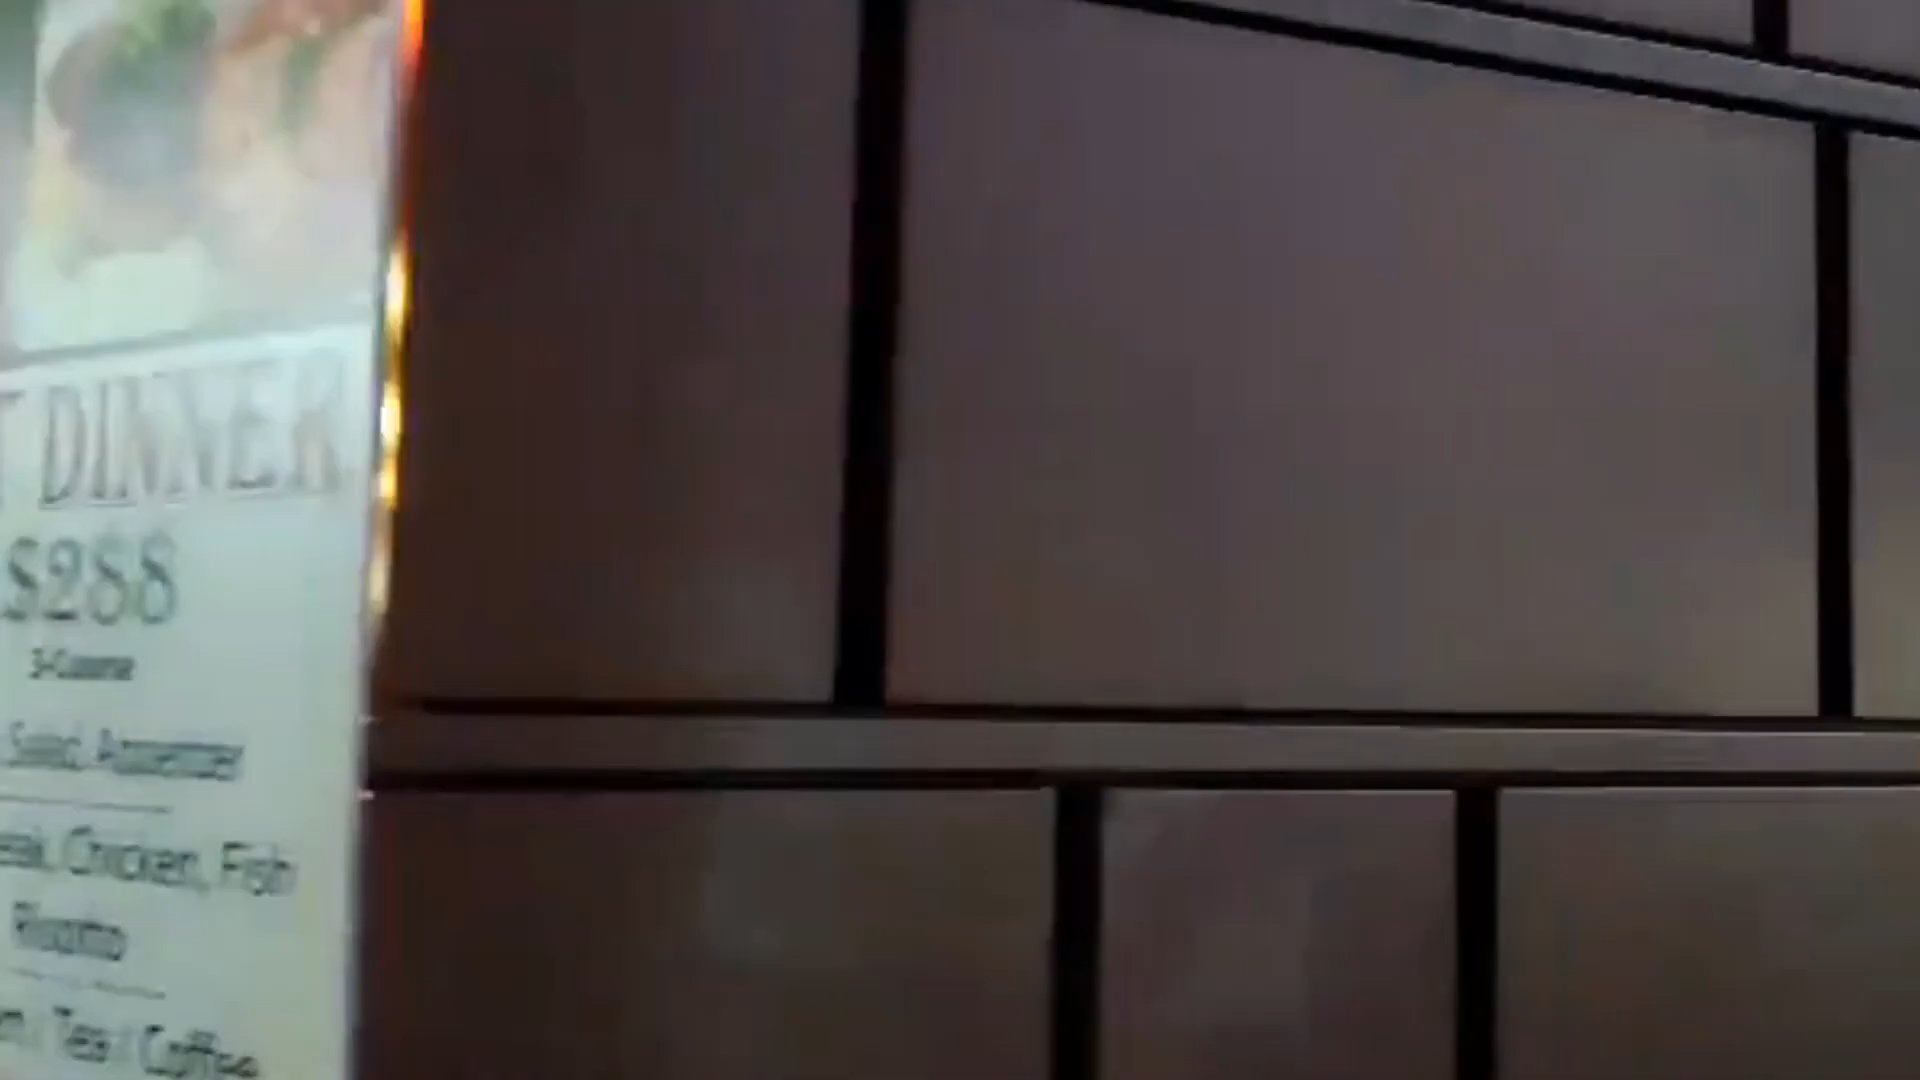 DINNER
$288
3-Course
Salad, Appetizer
Chicken, Fish
Risotto
/ Tea / Coffee